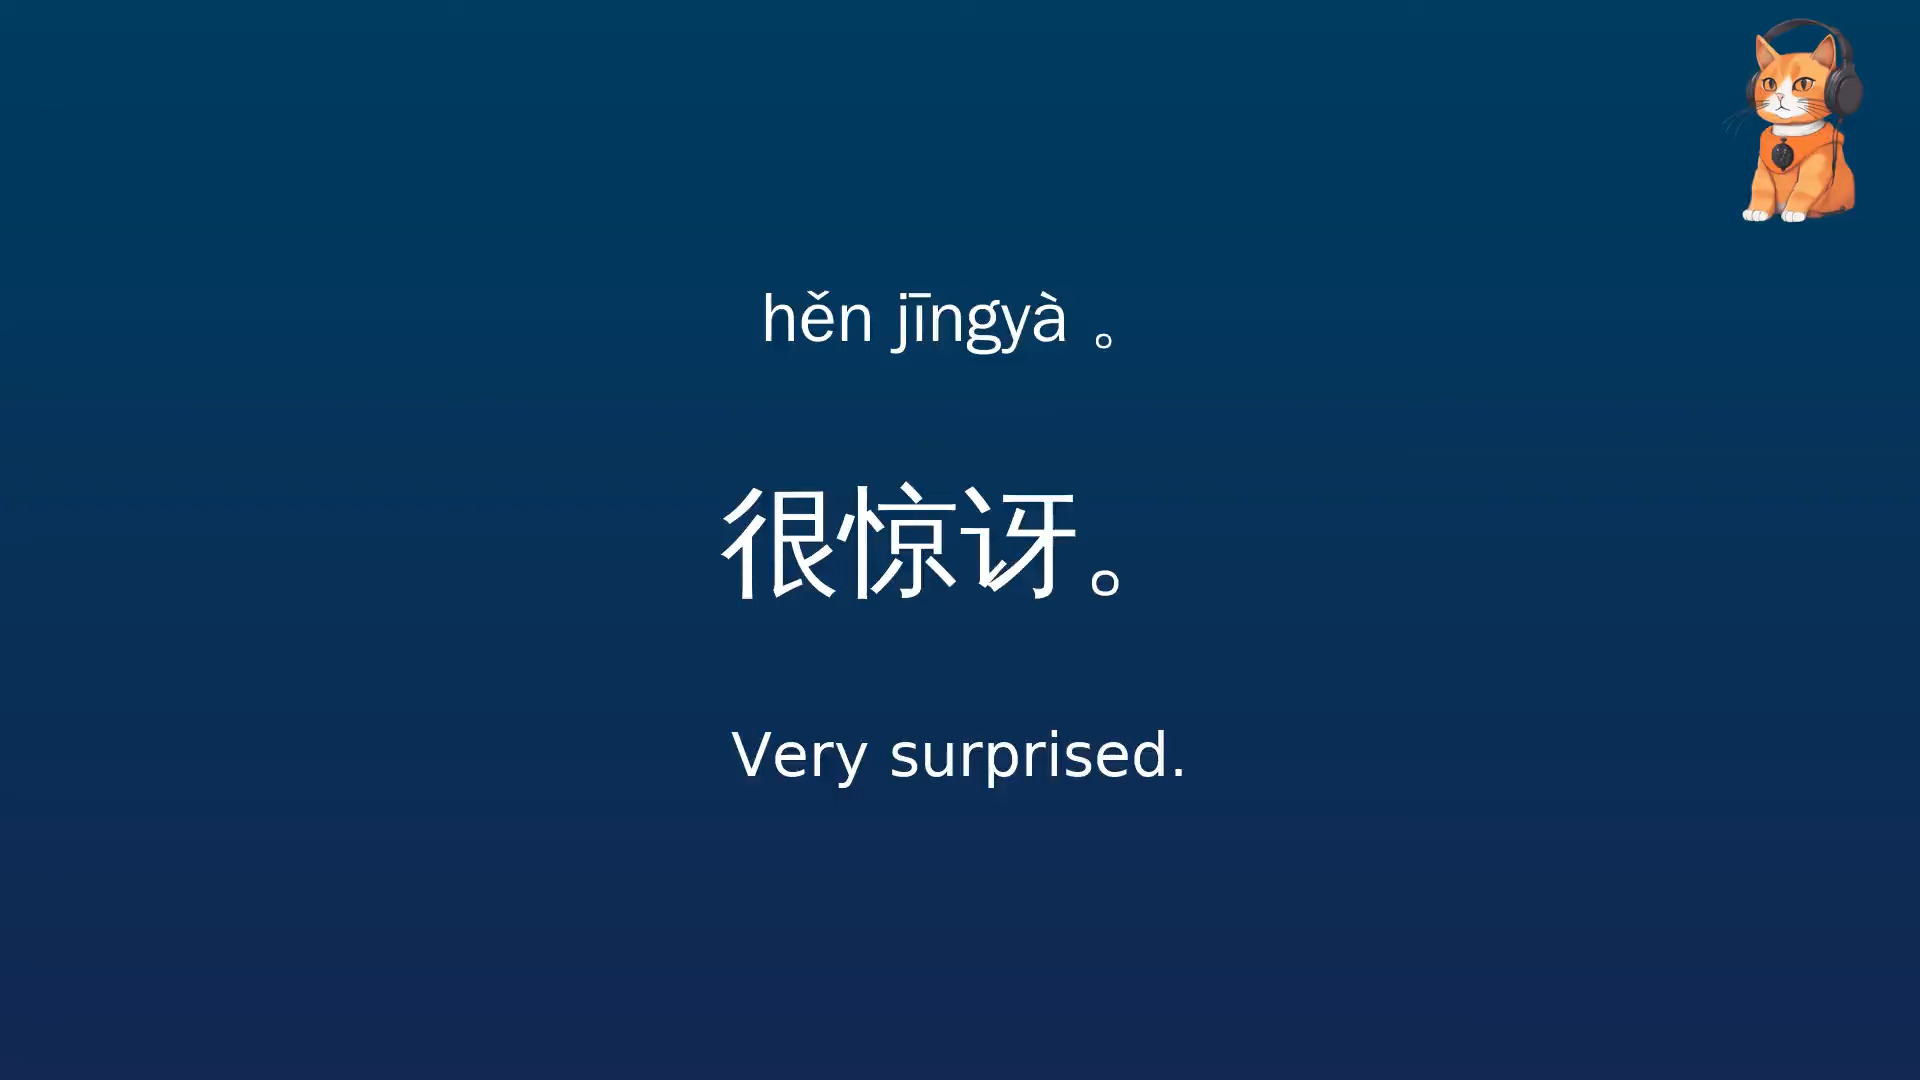 hěn jīngyà 。
很惊讶。
Very surprised.